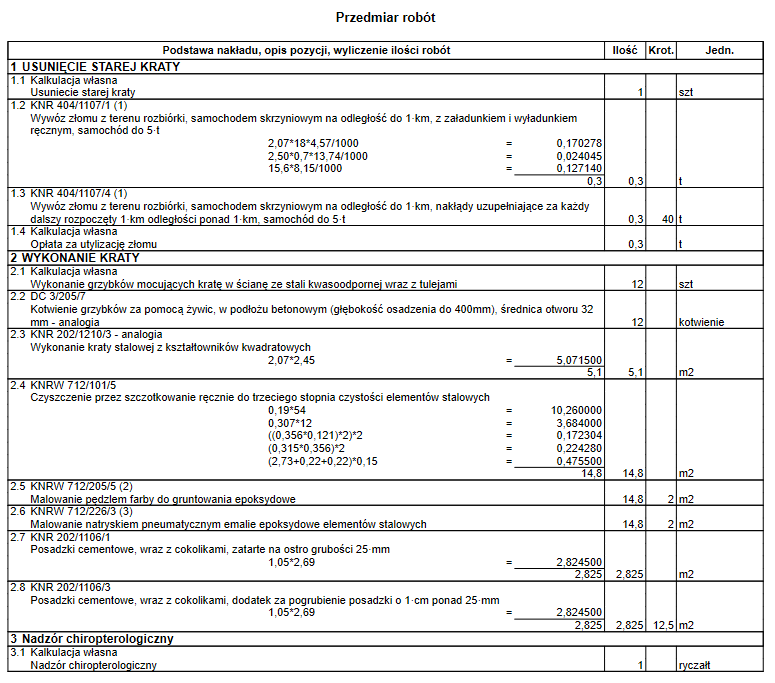 Przedmiar robót
Podstawa nakładu, opis pozycji, wyliczenie ilości robót Ilość Krot. Jedn.
1 USUNIĘCIE STAREJ KRATY
1.1 Kalkulacja własna
Usuniecie starej kraty 1 szt
1.2 KNR 404/1107/1 (1)
Wywóz złomu z terenu rozbiórki, samochodem skrzyniowym na odległość do 1·km, z załadunkiem i wyładunkiem
ręcznym, samochód do 5·t
2,07*18*4,57/1000 = 0,170278
2,50*0,7*13,74/1000 = 0,024045
15,6*8,15/1000 = 0,127140
0,3 0,3 t
1.3 KNR 404/1107/4 (1)
Wywóz złomu z terenu rozbiórki, samochodem skrzyniowym na odległość do 1·km, nakłądy uzupełniające za każdy
dalszy rozpoczęty 1·km odległości ponad 1·km, samochód do 5·t 0,3 40 t
1.4 Kalkulacja własna
Opłata za utylizację złomu 0,3 t
2 WYKONANIE KRATY
2.1 Kalkulacja własna
Wykonanie grzybków mocujących kratę w ścianę ze stali kwasoodpornej wraz z tulejami 12 szt
2.2 DC 3/205/7
Kotwienie grzybków za pomocą żywic, w podłożu betonowym (głębokość osadzenia do 400mm), średnica otworu 32
mm - analogia 12 kotwienie
2.3 KNR 202/1210/3 - analogia
Wykonanie kraty stalowej z kształtowników kwadratowych
2,07*2,45 = 5,071500
5,1 5,1 m2
2.4 KNRW 712/101/5
Czyszczenie przez szczotkowanie ręcznie do trzeciego stopnia czystości elementów stalowych
0,19*54 = 10,260000
0,307*12 = 3,684000
((0,356*0,121)*2)*2 = 0,172304
(0,315*0,356)*2 = 0,224280
(2,73+0,22+0,22)*0,15 = 0,475500
14,8 14,8 m2
2.5 KNRW 712/205/5 (2)
Malowanie pędzlem farby do gruntowania epoksydowe 14,8 2 m2
2.6 KNRW 712/226/3 (3)
Malowanie natryskiem pneumatycznym emalie epoksydowe elementów stalowych 14,8 2 m2
2.7 KNR 202/1106/1
Posadzki cementowe, wraz z cokolikami, zatarte na ostro grubości 25·mm
1,05*2,69 = 2,824500
2,825 2,825 m2
2.8 KNR 202/1106/3
Posadzki cementowe, wraz z cokolikami, dodatek za pogrubienie posadzki o 1·cm ponad 25·mm
1,05*2,69 = 2,824500
2,825 2,825 12,5 m2
3 Nadzór chiropterologiczny
3.1 Kalkulacja własna
Nadzór chiropterologiczny 1 ryczałt